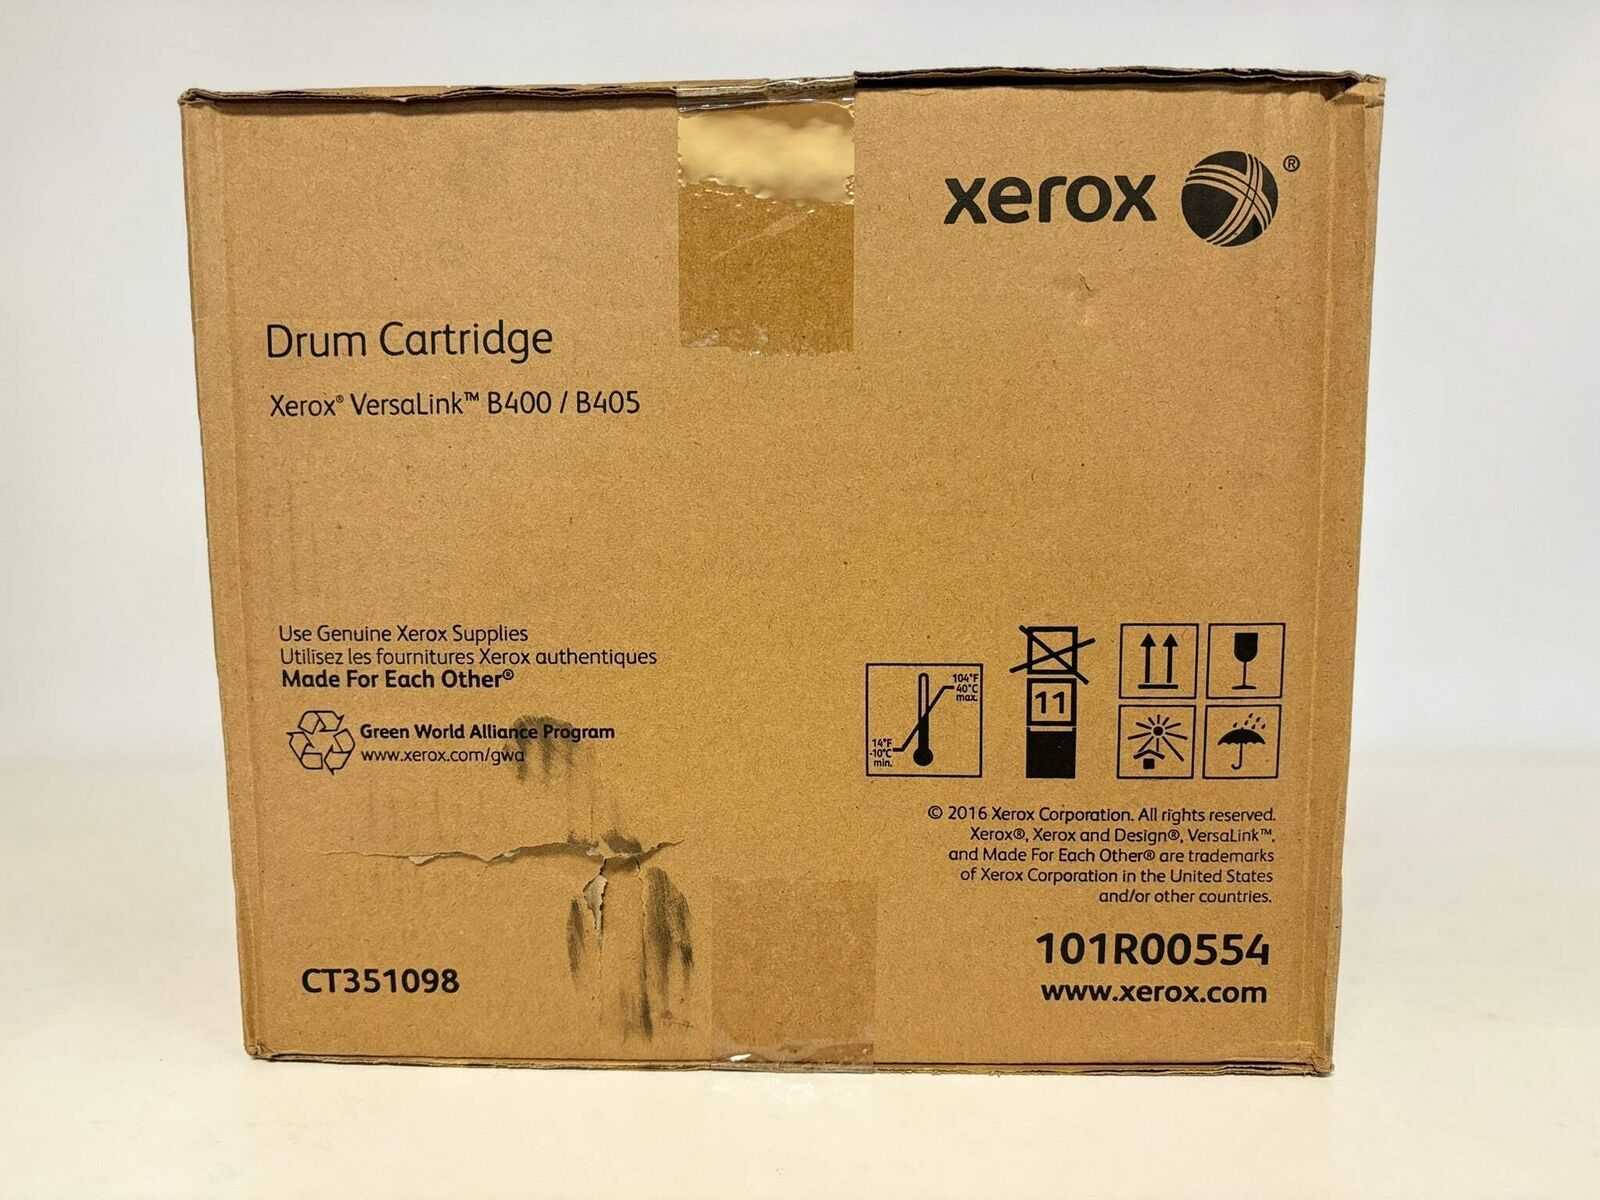 xerox ®
Drum Cartridge
Xerox® VersaLink™ B400 / B405
Use Genuine Xerox Supplies
Utilisez les fournitures Xerox authentiques
Made For Each Other®
Green World Alliance Program
www.xerox.com/gwa
104°F
40°C
max.
14°F
-10°C
min.
11
© 2016 Xerox Corporation. All rights reserved.
Xerox®, Xerox and Design®, VersaLink™,
and Made For Each Other® are trademarks
of Xerox Corporation in the United States
and/or other countries.
CT351098
101R00554
www.xerox.com